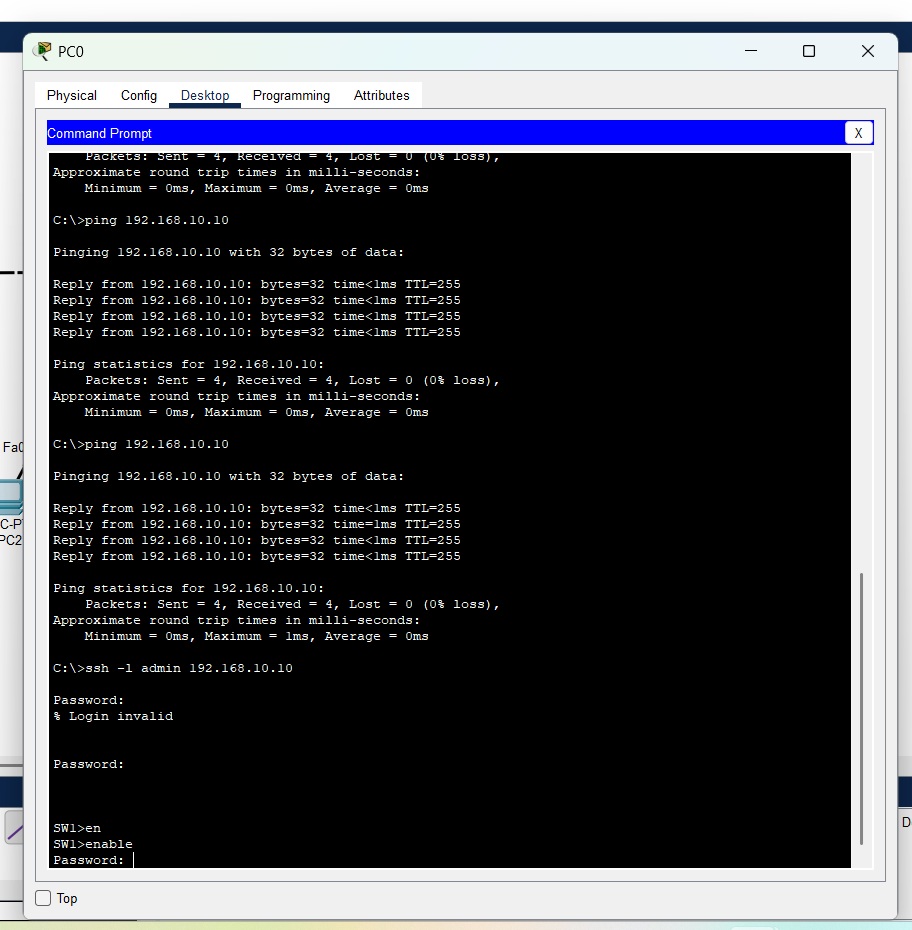 PC0
Physical Config Desktop Programming Attributes
Command Prompt X
Packets: Sent = 4, Received = 4, Lost = 0 (0% loss),
Approximate round trip times in milli-seconds:
Minimum = 0ms, Maximum = 0ms, Average = 0ms
C:\>ping 192.168.10.10
Pinging 192.168.10.10 with 32 bytes of data:
Reply from 192.168.10.10: bytes=32 time<1ms TTL=255
Reply from 192.168.10.10: bytes=32 time<1ms TTL=255
Reply from 192.168.10.10: bytes=32 time<1ms TTL=255
Reply from 192.168.10.10: bytes=32 time<1ms TTL=255
Ping statistics for 192.168.10.10:
Packets: Sent = 4, Received = 4, Lost = 0 (0% loss),
Approximate round trip times in milli-seconds:
Minimum = 0ms, Maximum = 0ms, Average = 0ms
C:\>ping 192.168.10.10
Pinging 192.168.10.10 with 32 bytes of data:
Reply from 192.168.10.10: bytes=32 time<1ms TTL=255
Reply from 192.168.10.10: bytes=32 time=1ms TTL=255
Reply from 192.168.10.10: bytes=32 time<1ms TTL=255
Reply from 192.168.10.10: bytes=32 time<1ms TTL=255
Ping statistics for 192.168.10.10:
Packets: Sent = 4, Received = 4, Lost = 0 (0% loss),
Approximate round trip times in milli-seconds:
Minimum = 0ms, Maximum = 1ms, Average = 0ms
C:\>ssh -l admin 192.168.10.10
Password:
% Login invalid
Password:
SW1>en
SW1>enable
Password:
Top
PC2